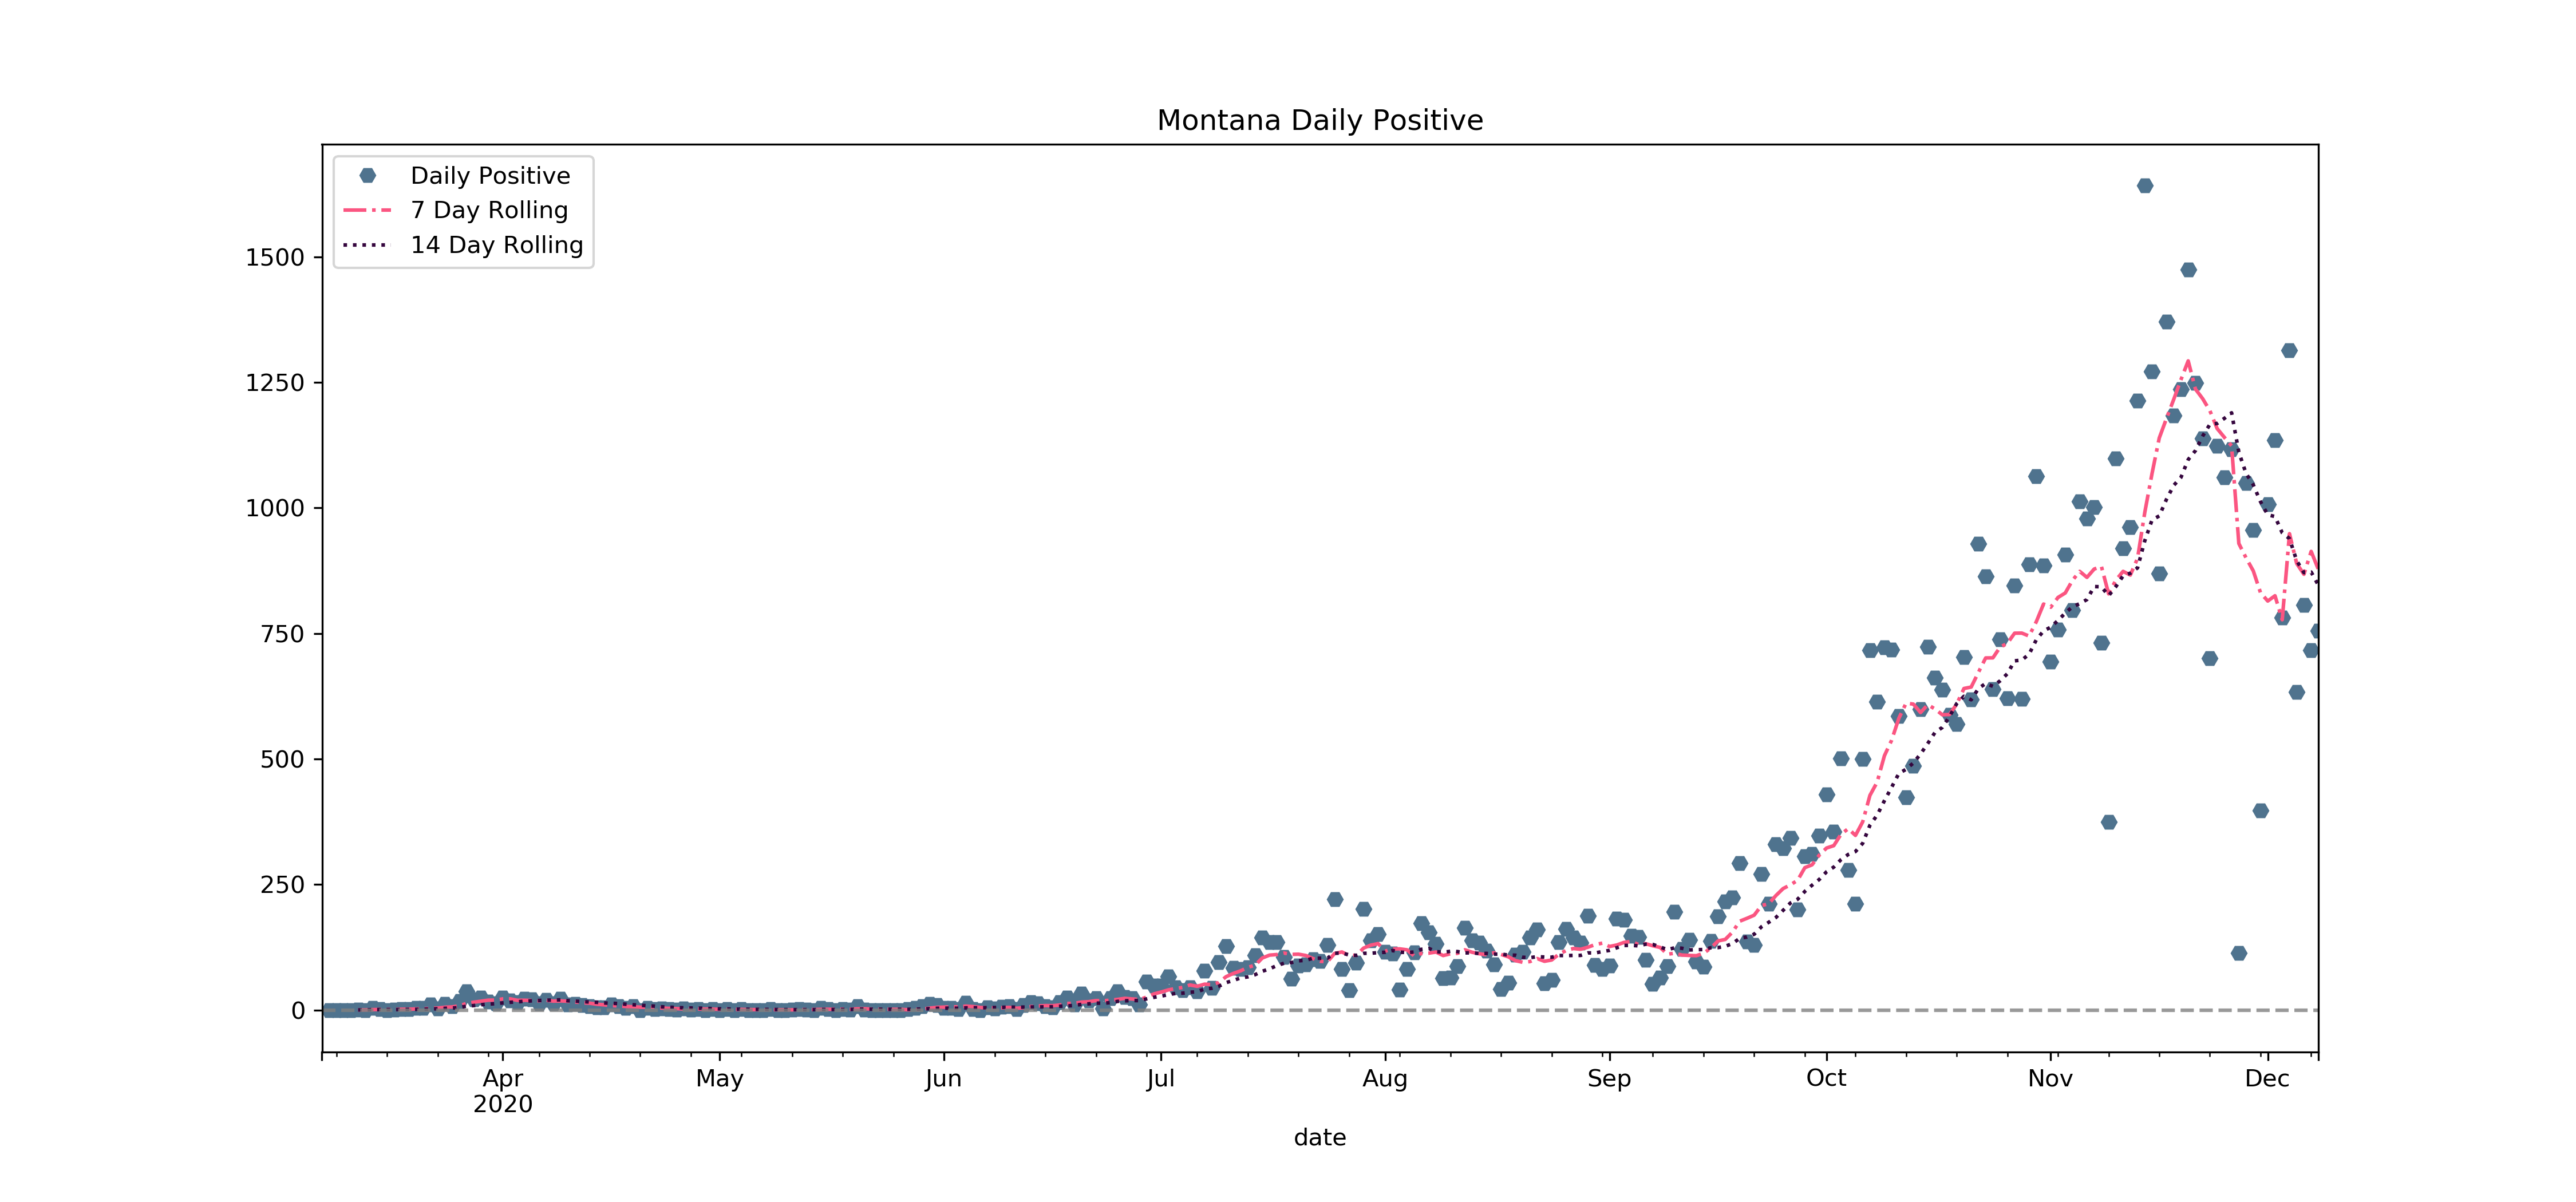 Montana Daily Positive
Daily Positive
7 Day Rolling
14 Day Rolling
1500
1250
1000
750
500
250
0
Apr May Jun Jul Aug Sep Oct Nov Dec
2020
date